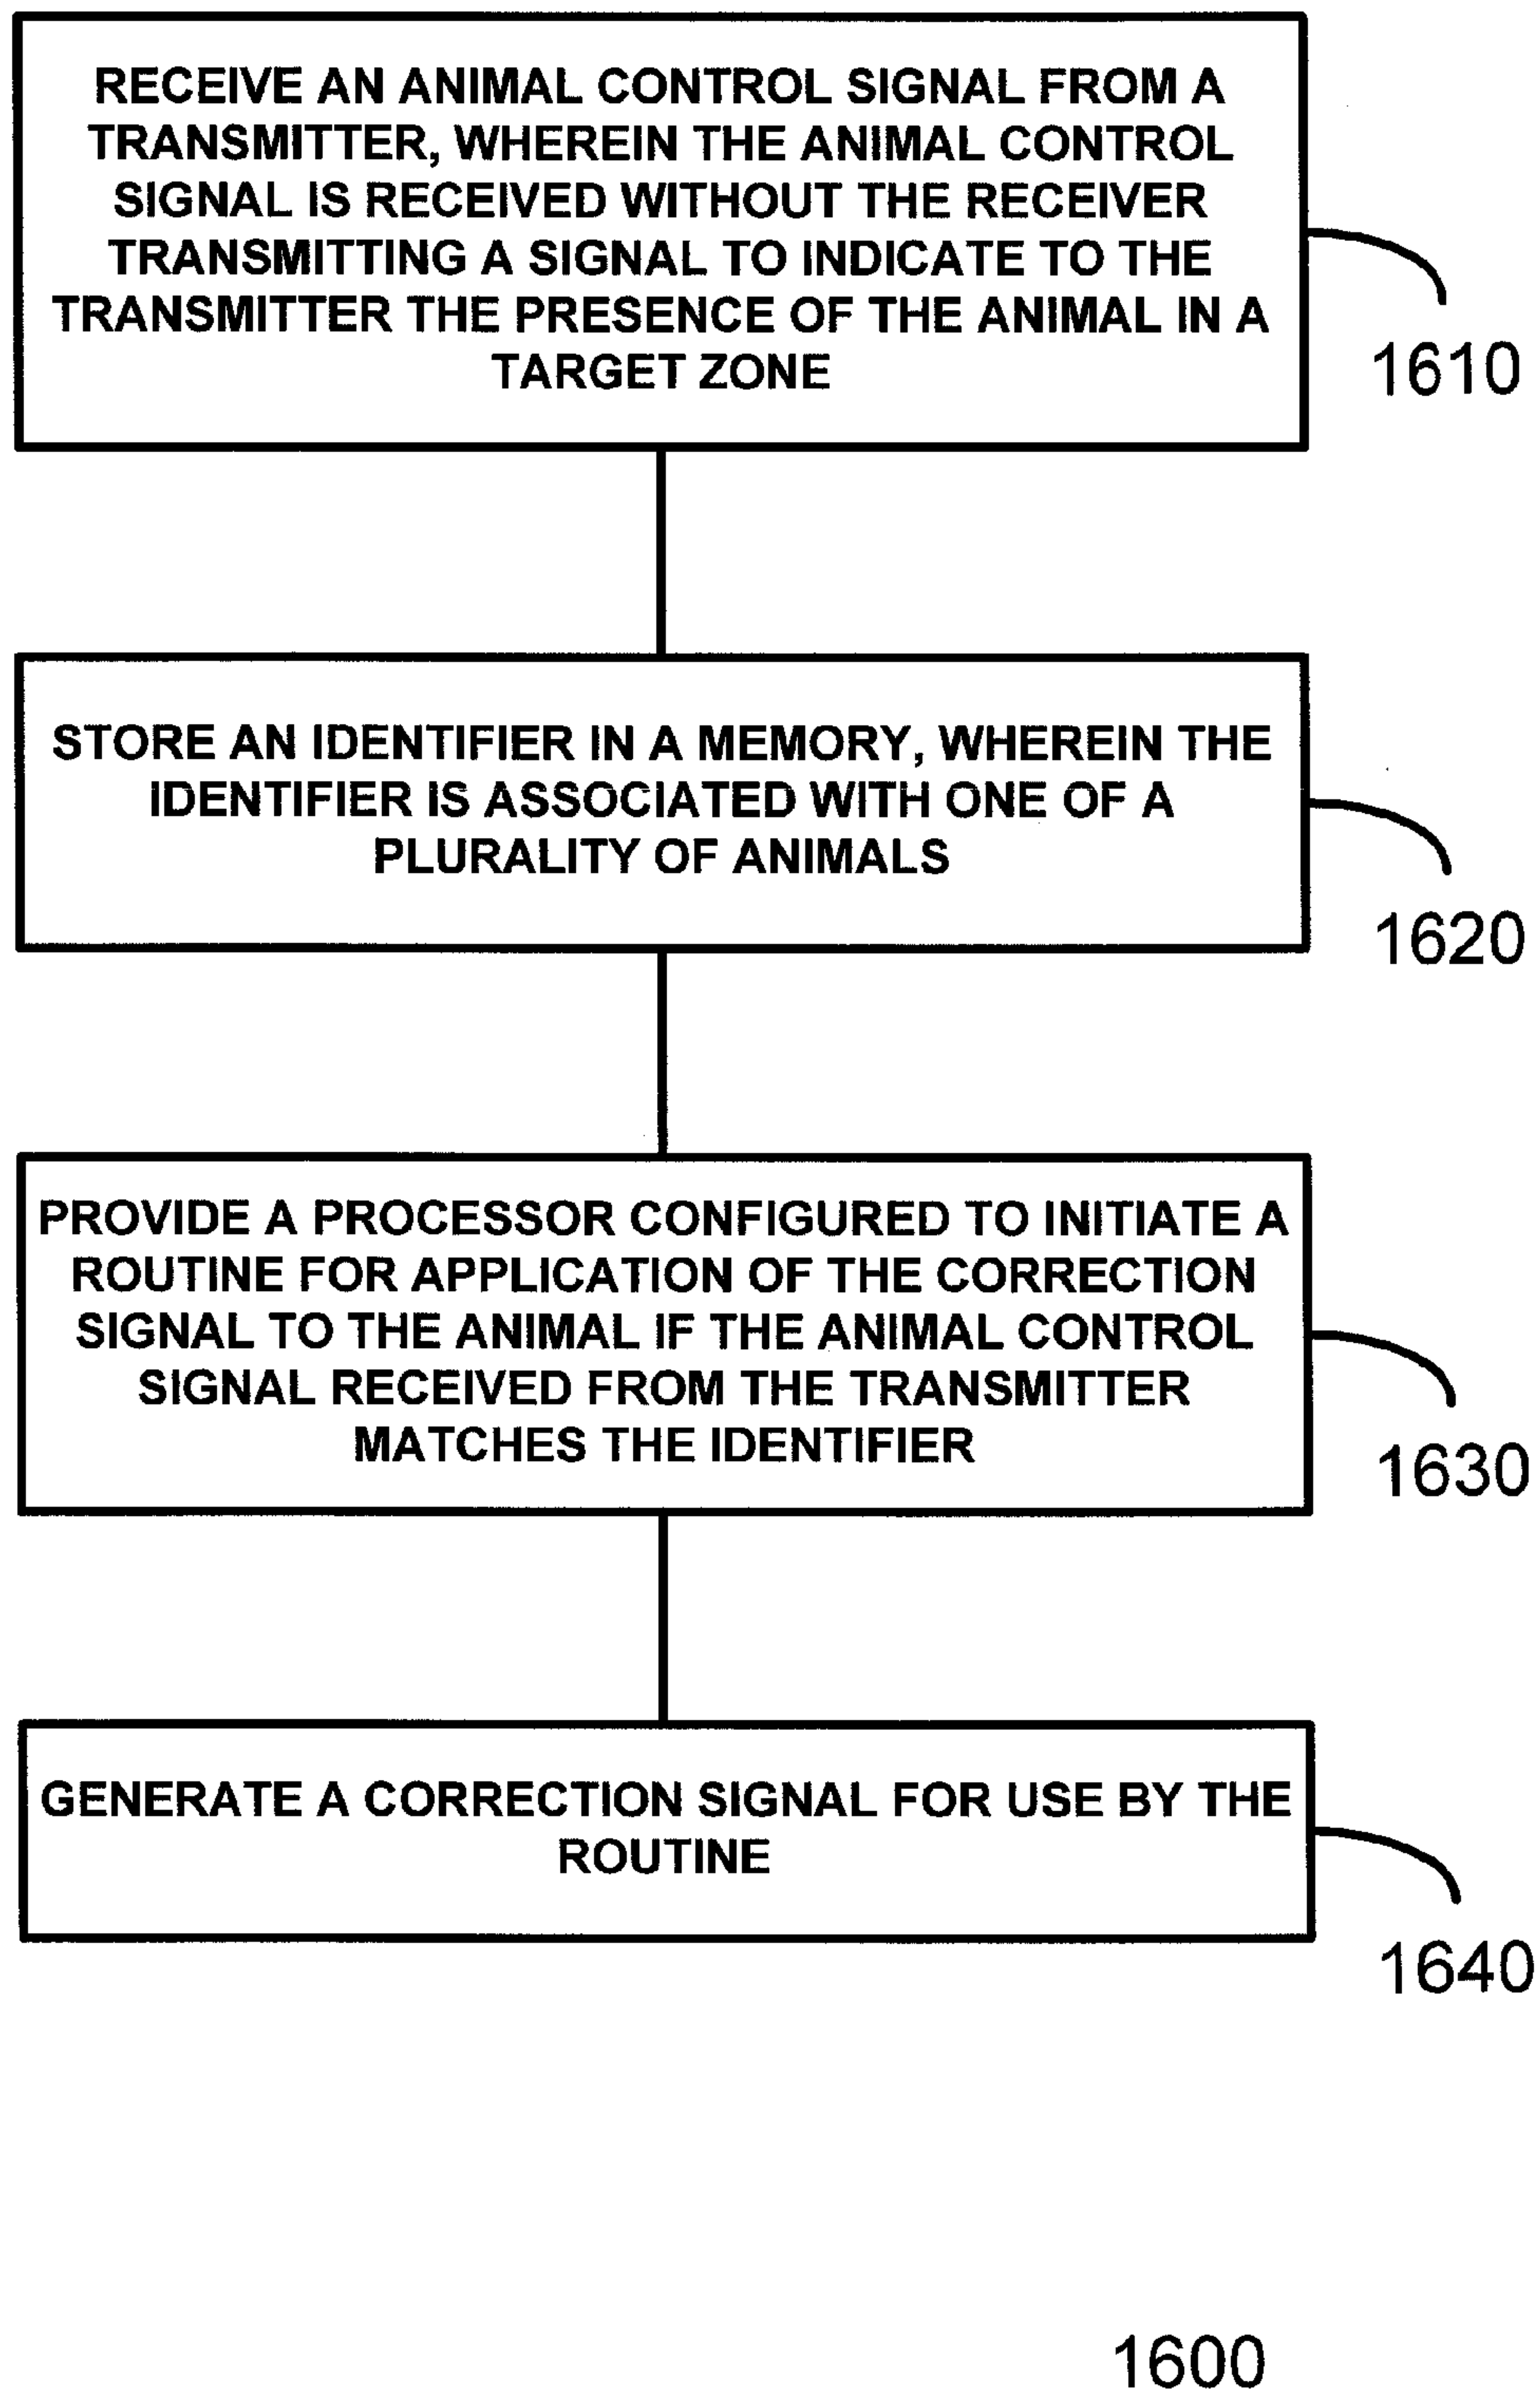 RECEIVE AN ANIMAL CONTROL SIGNAL FROM A
TRANSMITTER, WHEREIN THE ANIMAL CONTROL
SIGNAL IS RECEIVED WITHOUT THE RECEIVER
TRANSMITTING A SIGNAL TO INDICATE TO THE
TRANSMITTER THE PRESENCE OF THE ANIMAL IN A
TARGET ZONE
1610
STORE AN IDENTIFIER IN A MEMORY, WHEREIN THE
IDENTIFIER IS ASSOCIATED WITH ONE OF A
PLURALITY OF ANIMALS
1620
PROVIDE A PROCESSOR CONFIGURED TO INITIATE A
ROUTINE FOR APPLICATION OF THE CORRECTION
SIGNAL TO THE ANIMAL IF THE ANIMAL CONTROL
SIGNAL RECEIVED FROM THE TRANSMITTER
MATCHES THE IDENTIFIER
1630
GENERATE A CORRECTION SIGNAL FOR USE BY THE
ROUTINE
1640
1600